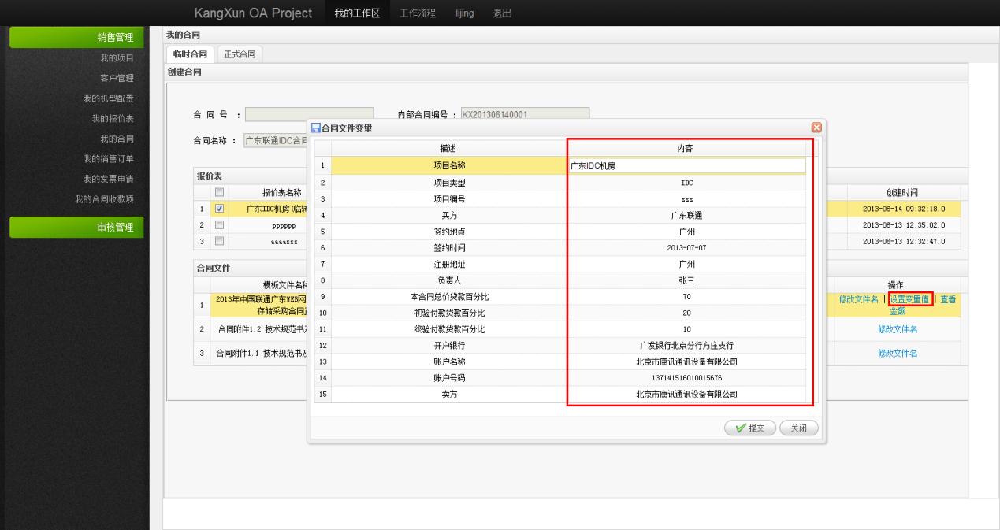 KangXun OA Project 我的工作区 工作流程 lijing 退出
销售管理
我的项目
客户管理
我的机型配置
我的报价表
我的合同
我的销售订单
我的发票申请
我的合同收款项
审核管理
我的合同
临时合同 正式合同
创建合同
合 同 号 ： 内部合同编号 ： KX201306140001
合同名称 ： 广东联通IDC合同
报价表
报价表名称 创建时间
1 广东IDC机房(临 2013-06-14 09:32:18.0
2 pppppp 2013-06-13 12:35:02.0
3 aaaasss 2013-06-13 12:32:47.0
合同文件
模板文件名称 操作
1 2013年中国联通广东WEB网
存储采购合同 修改文件名 | 设置变量值 | 查看
金额
2 合同附件1.2 技术规范书及 修改文件名
3 合同附件1.1 技术规范书及 修改文件名
合同文件变量
描述 内容
1 项目名称 广东IDC机房
2 项目类型 IDC
3 项目编号 sss
4 买方 广东联通
5 签约地点 广州
6 签约时间 2013-07-07
7 注册地址 广州
8 负责人 张三
9 本合同总价贷款百分比 70
10 初验付款贷款百分比 20
11 终验付款贷款百分比 10
12 开户银行 广发银行北京分行方庄支行
13 账户名称 北京市康讯通讯设备有限公司
14 账户号码 137141516010015676
15 卖方 北京市康讯通讯设备有限公司
提交 关闭